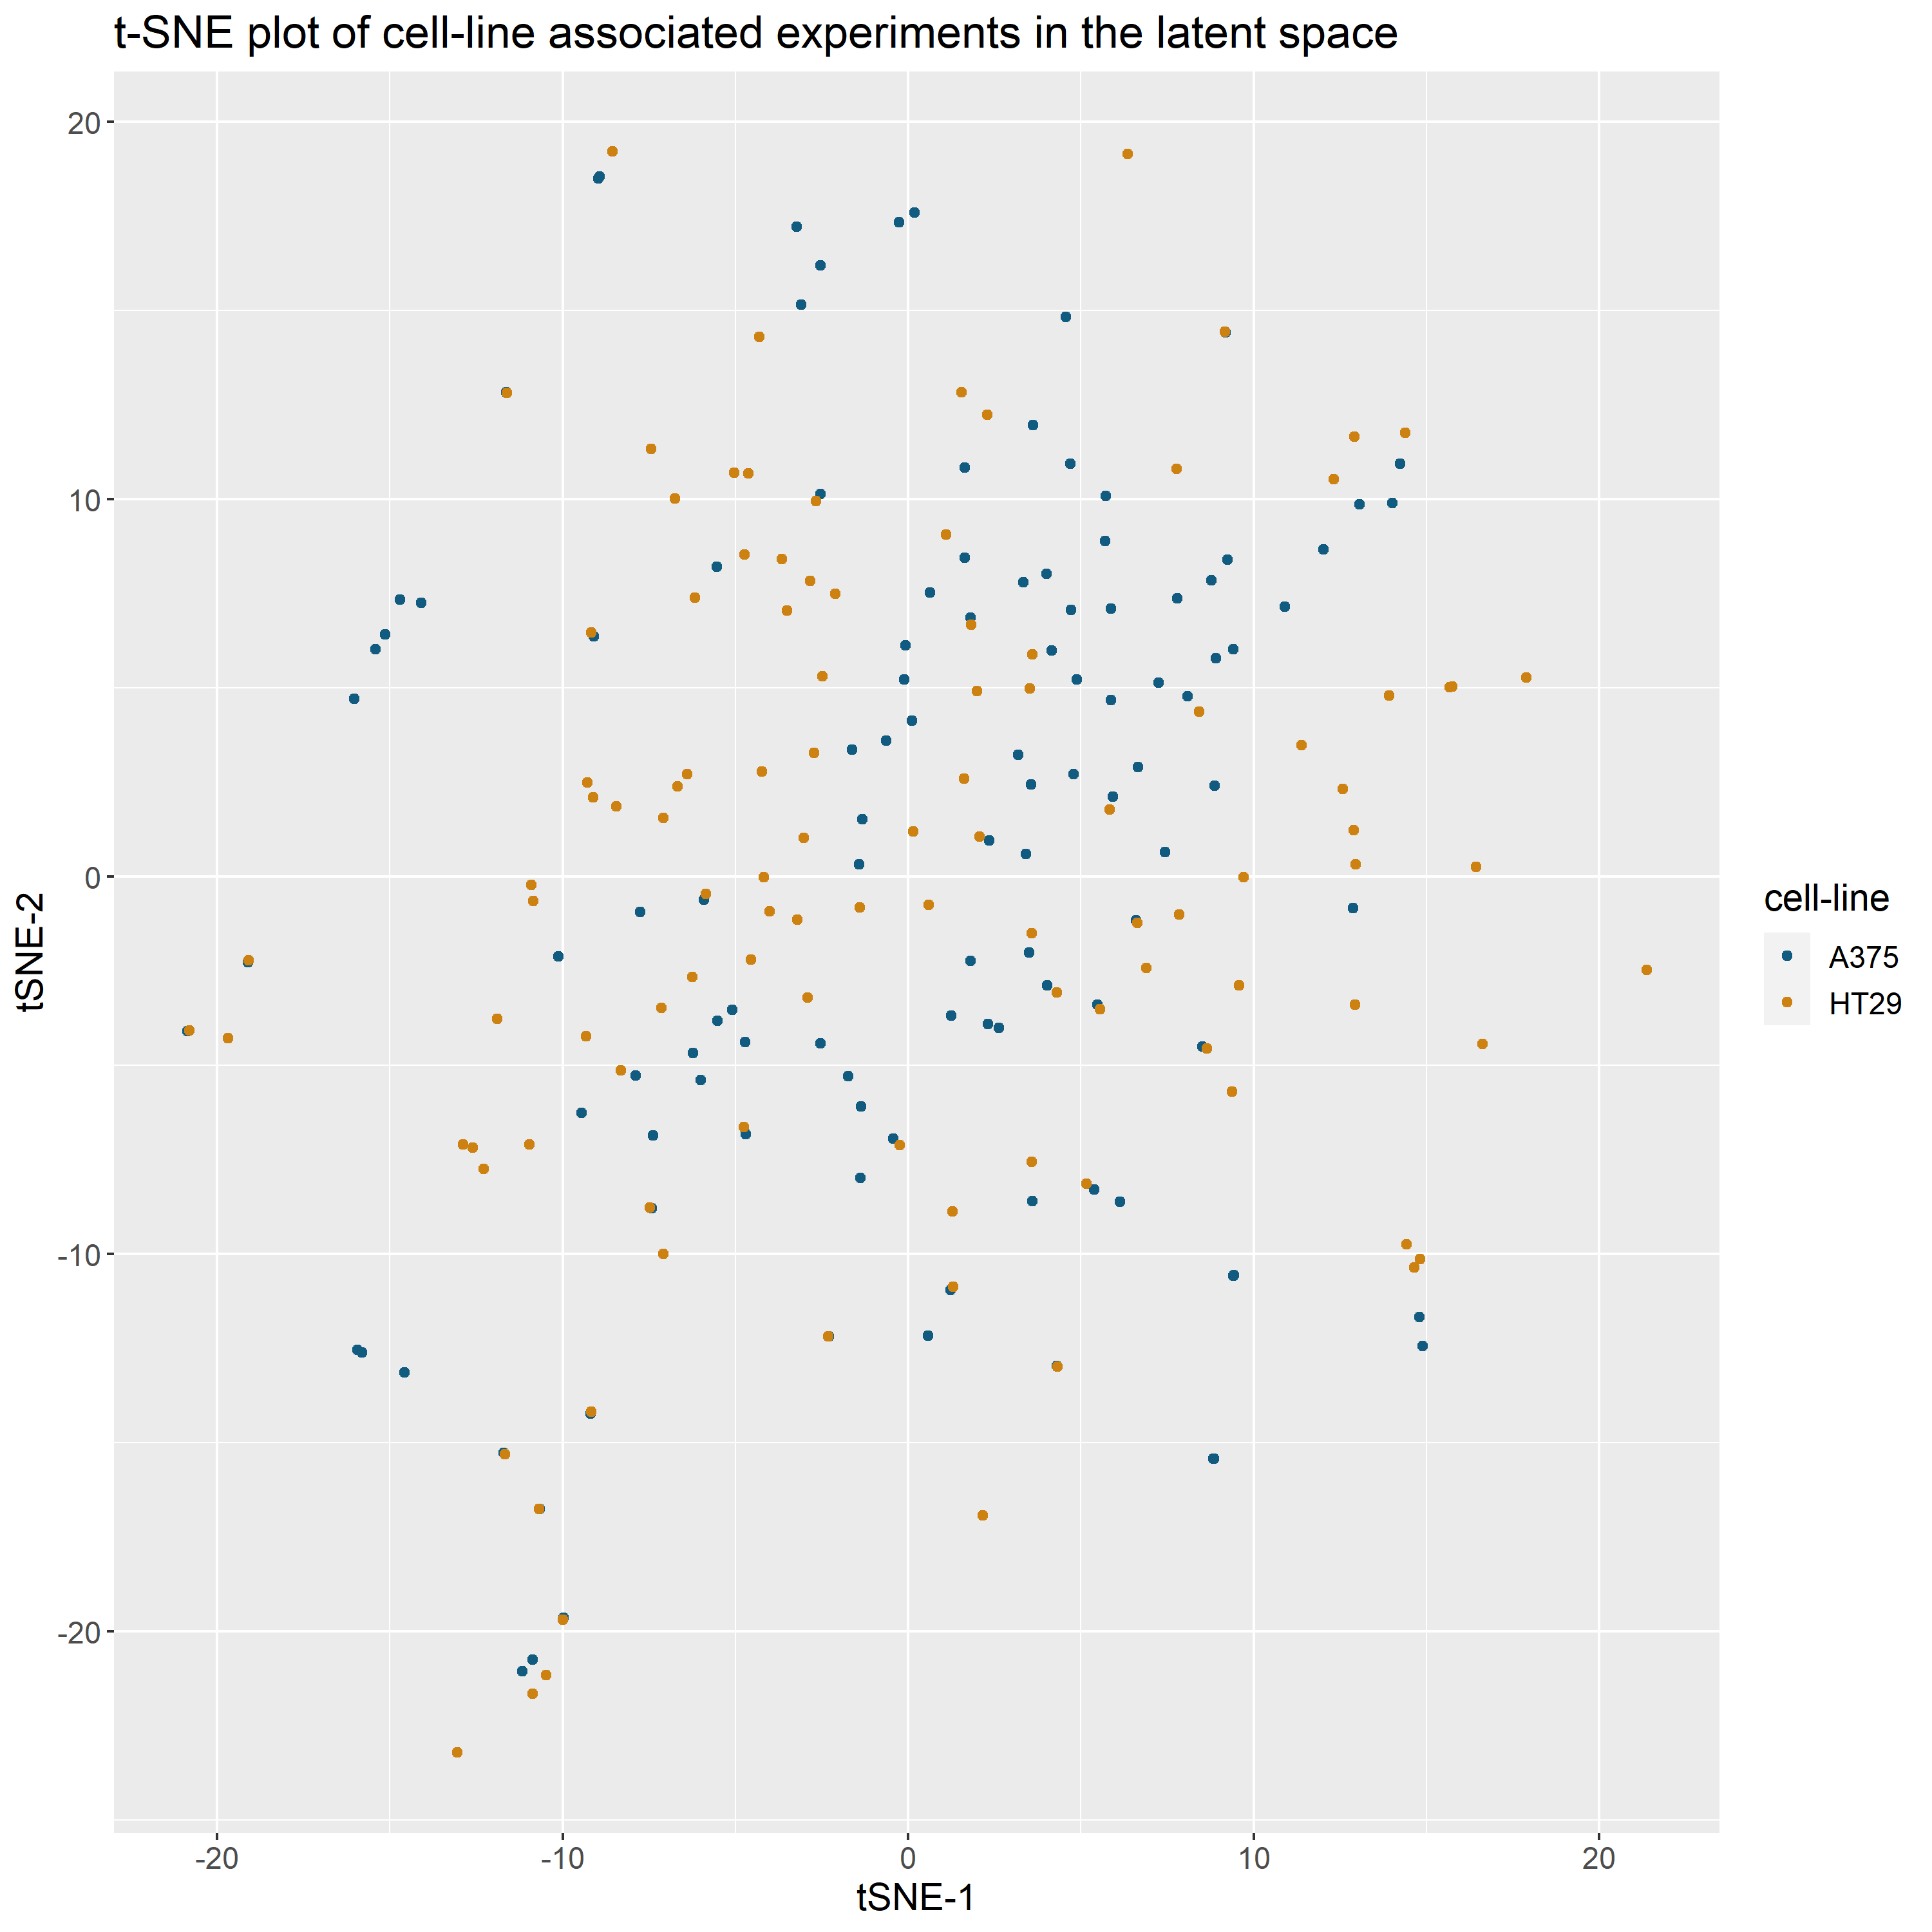 t-SNE plot of cell-line associated experiments in the latent space
20
10
0
-10
-20
tSNE-2
-20
-10
0
10
20
tSNE-1
cell-line
A375
HT29